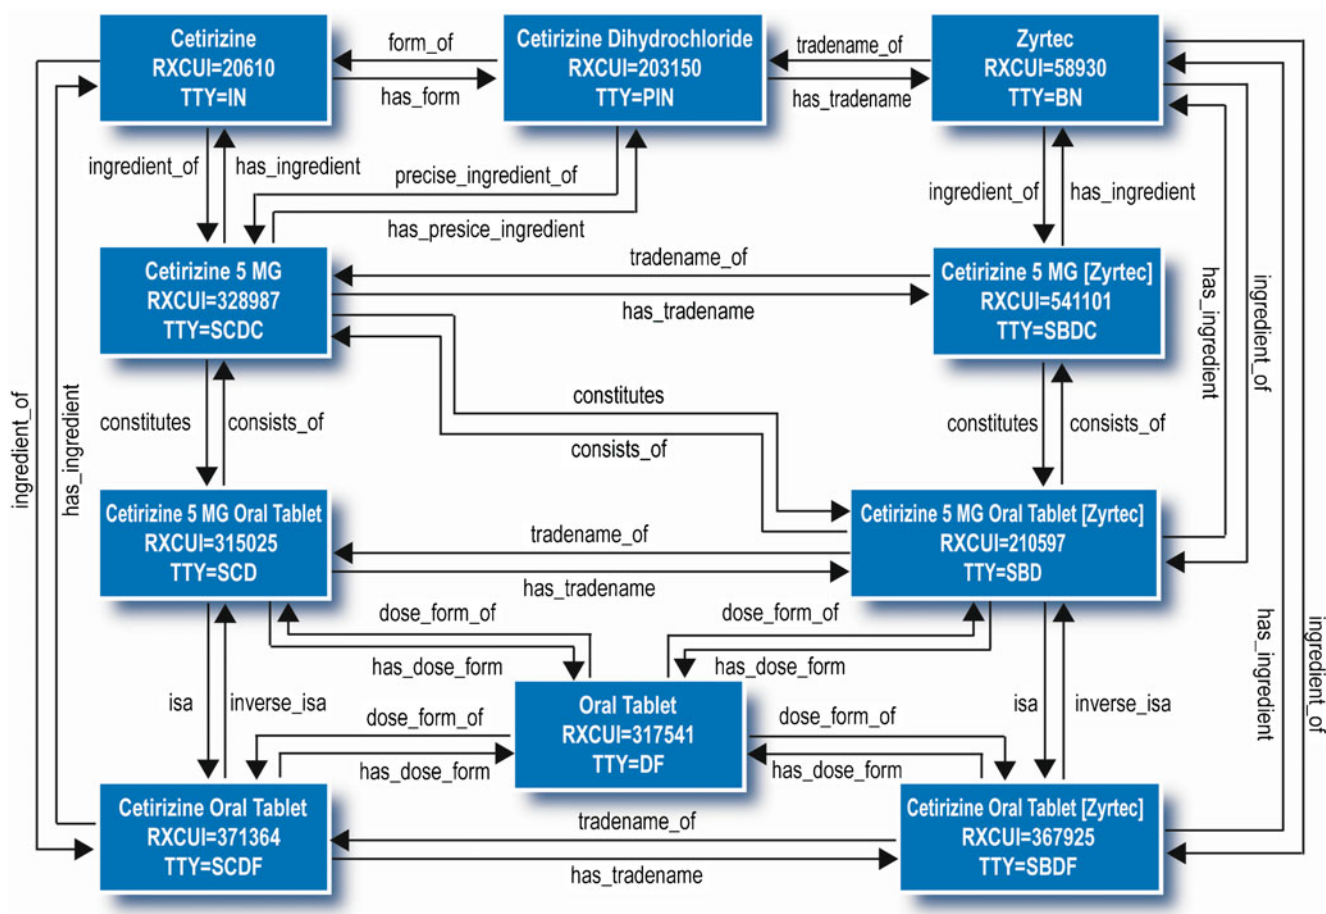 Cetirizine
RXCUI=20610
TTY=IN
form_of
has_form
Cetirizine Dihydrochloride
RXCUI=203150
TTY=PIN
tradename_of
has_tradename
Zyrtec
RXCUI=58930
TTY=BN
ingredient_of
has_ingredient
precise_ingredient_of
has_presice_ingredient
ingredient_of
has_ingredient
Cetirizine 5 MG
RXCUI=328987
TTY=SCDC
tradename_of
has_tradename
Cetirizine 5 MG [Zyrtec]
RXCUI=541101
TTY=SBDC
has_ingredient
ingredient_of
ingredient_of
has_ingredient
constitutes
consists_of
constitutes
consists_of
constitutes
consists_of
Cetirizine 5 MG Oral Tablet
RXCUI=315025
TTY=SCD
tradename_of
has_tradename
Cetirizine 5 MG Oral Tablet [Zyrtec]
RXCUI=210597
TTY=SBD
dose_form_of
has_dose_form
dose_form_of
has_dose_form
isa
inverse_isa
Oral Tablet
RXCUI=317541
TTY=DF
isa
inverse_isa
has_ingredient
ingredient_of
dose_form_of
has_dose_form
dose_form_of
has_dose_form
Cetirizine Oral Tablet
RXCUI=371364
TTY=SCDF
tradename_of
has_tradename
Cetirizine Oral Tablet [Zyrtec]
RXCUI=367925
TTY=SBDF